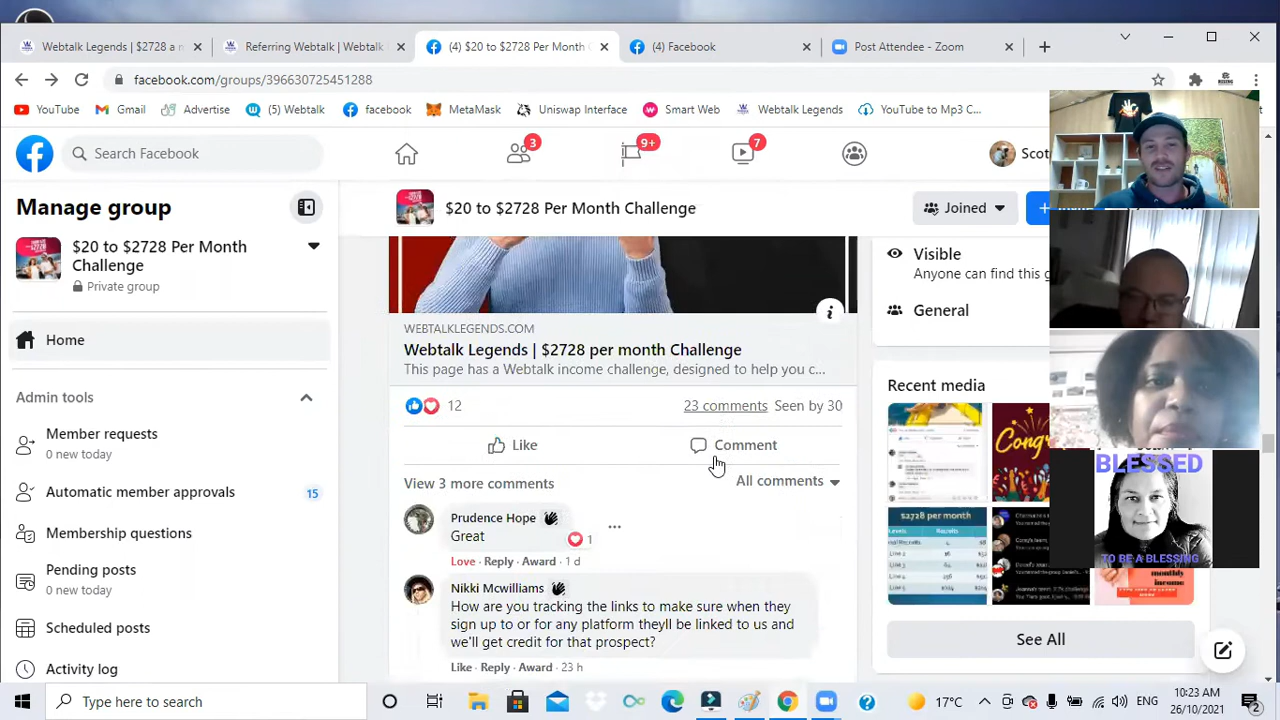 Webtalk Legends | $2728 a m
Referring Webtalk | Webtalk L
(4) $20 to $2728 Per Month C
(4) Facebook
Post Attendee - Zoom
facebook.com/groups/396630725451288
YouTube
Gmail
Advertise
(5) Webtalk
facebook
MetaMask
Uniswap Interface
Smart Web
Webtalk Legends
YouTube to Mp3 C...
Search Facebook
3
9+
7
Manage group
$20 to $2728 Per Month Challenge
Joined
$20 to $2728 Per Month
Challenge
Private group
Home
Admin tools
Member requests
0 new today
Automatic member approvals
15
Pending posts
0 new today
Scheduled posts
Activity log
WEBTALKLEGENDS.COM
Webtalk Legends | $2728 per month Challenge
This page has a Webtalk income challenge, designed to help you c...
12
23 comments
Seen by 30
Like
Comment
View 3 more comments
All comments
Prudence Hope
Great
1
Like · Reply · Award · 1 d
Mcwilliams
How are you tracking the links to make sure when they
sign up to or for any platform theyll be linked to us and
we'll get credit for that prospect?
Like · Reply · Award · 23 h
Visible
Anyone can find this g
General
Recent media
$2728 per month
monthly
income
See All
BLESSED
TO BE A BLESSING
Type here to search
17°C
ENG
10:23 AM
26/10/2021
2